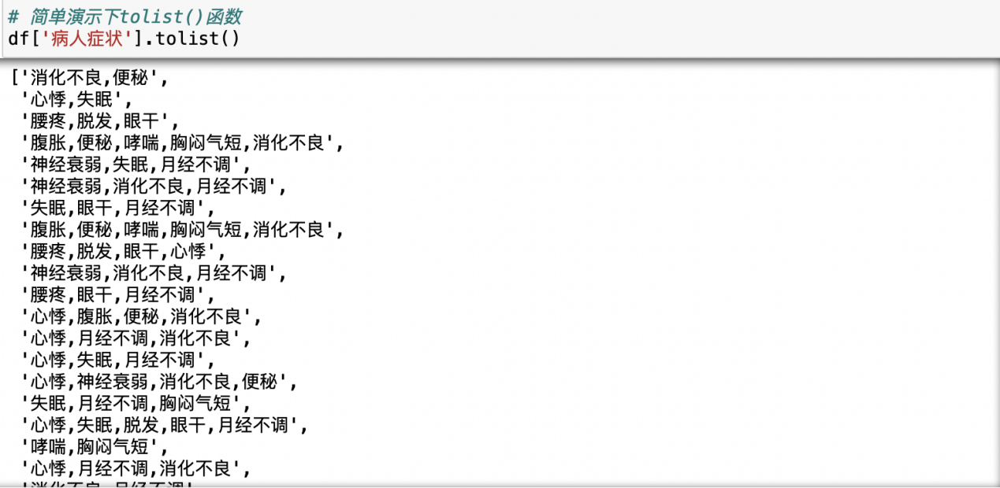 # 简单演示下tolist()函数
df['病人症状'].tolist()
['消化不良,便秘',
'心悸,失眠',
'腰疼,脱发,眼干',
'腹胀,便秘,哮喘,胸闷气短,消化不良',
'神经衰弱,失眠,月经不调',
'神经衰弱,消化不良,月经不调',
'失眠,眼干,月经不调',
'腹胀,便秘,哮喘,胸闷气短,消化不良',
'腰疼,脱发,眼干,心悸',
'神经衰弱,消化不良,月经不调',
'腰疼,眼干,月经不调',
'心悸,腹胀,便秘,消化不良',
'心悸,月经不调,消化不良',
'心悸,失眠,月经不调',
'心悸,神经衰弱,消化不良,便秘',
'失眠,月经不调,胸闷气短',
'心悸,失眠,脱发,眼干,月经不调',
'哮喘,胸闷气短',
'心悸,月经不调,消化不良',